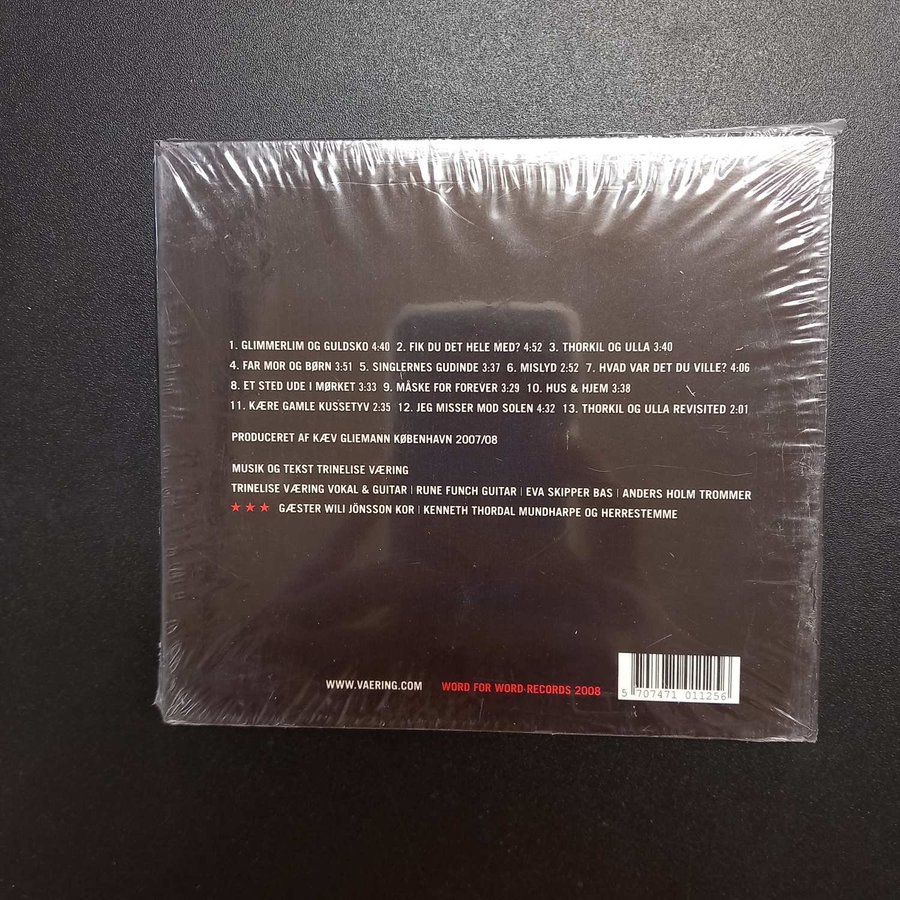 1. GLIMMERLIM OG GULDSKO 4:40 2. FIK DU DET HELE MED? 4:52 3. THORKIL OG ULLA 3:40
4. FAR MOR OG BØRN 3:51 5. SINGLERNES GUDINDE 3:37 6. MISLYD 2:52 7. HVAD VAR DET DU VILLE? 4:06
8. ET STED UDE I MØRKET 3:33 9. MÅSKE FOR FOREVER 3:29 10. HUS & HJEM 3:38
11. KÆRE GAMLE KUSSETYV 2:35 12. JEG MISSER MOD SOLEN 4:32 13. THORKIL OG ULLA REVISITED 2:01
PRODUCERET AF KÆV GLIEMANN KØBENHAVN 2007/08
MUSIK OG TEKST TRINELISE VÆRING
TRINELISE VÆRING VOKAL & GUITAR | RUNE FUNCH GUITAR | EVA SKIPPER BAS | ANDERS HOLM TROMMER
★ ★ ★ GÆSTER WILI JÖNSSON KOR | KENNETH THORDAL MUNDHARPE OG HERRESTEMME
WWW.VAERING.COM WORD FOR WORD RECORDS 2008
5 707471 011256